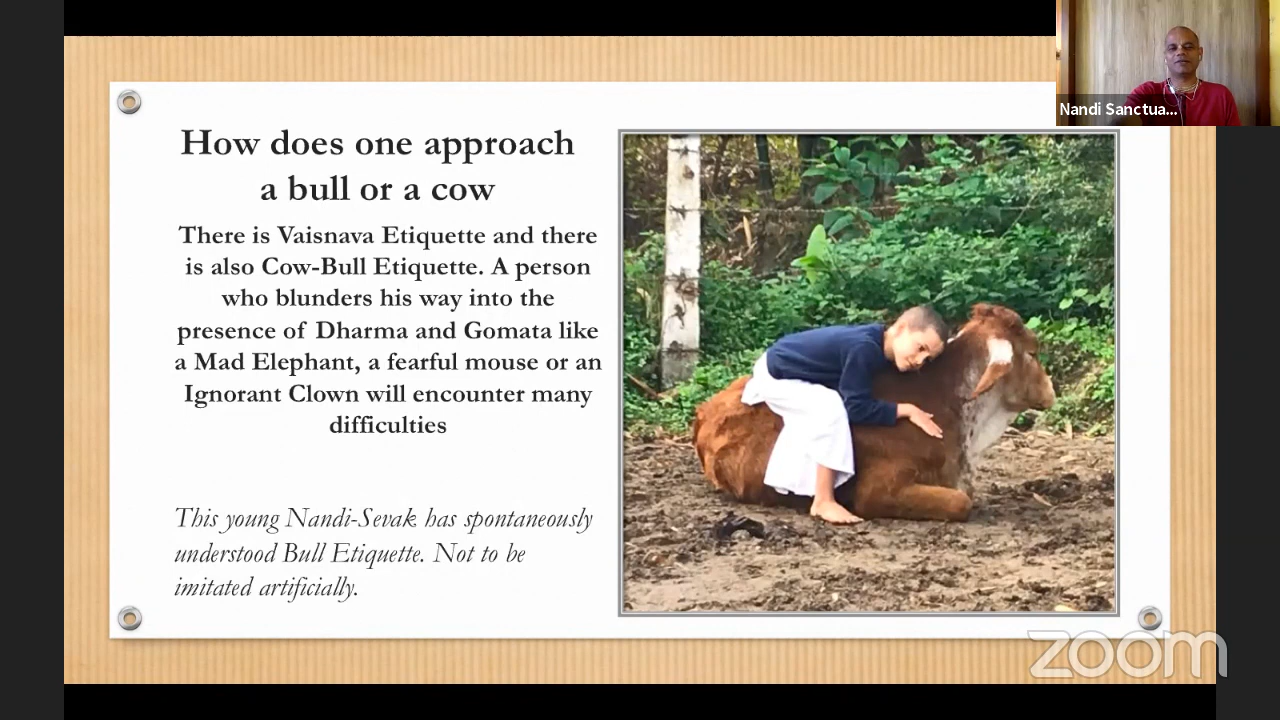 How does one approach
a bull or a cow
There is Vaisnava Etiquette and there
is also Cow-Bull Etiquette. A person
who blunders his way into the
presence of Dharma and Gomata like
a Mad Elephant, a fearful mouse or an
Ignorant Clown will encounter many
difficulties
This young Nandi-Sevak has spontaneously
understood Bull Etiquette. Not to be
imitated artificially.
Nandi Sanctua...
zoom